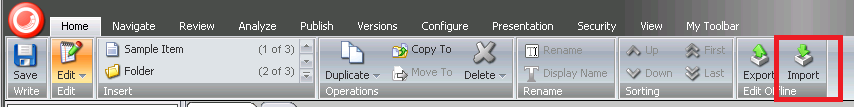 Home Navigate Review Analyze Publish Versions Configure Presentation Security View My Toolbar
Save
Write
Edit
Edit
Sample Item (1 of 3)
Folder (2 of 3)
Insert
Duplicate
Copy To
Move To
Delete
Operations
Rename
Display Name
Rename
Up First
Down Last
Sorting
Export Import
Edit Offline